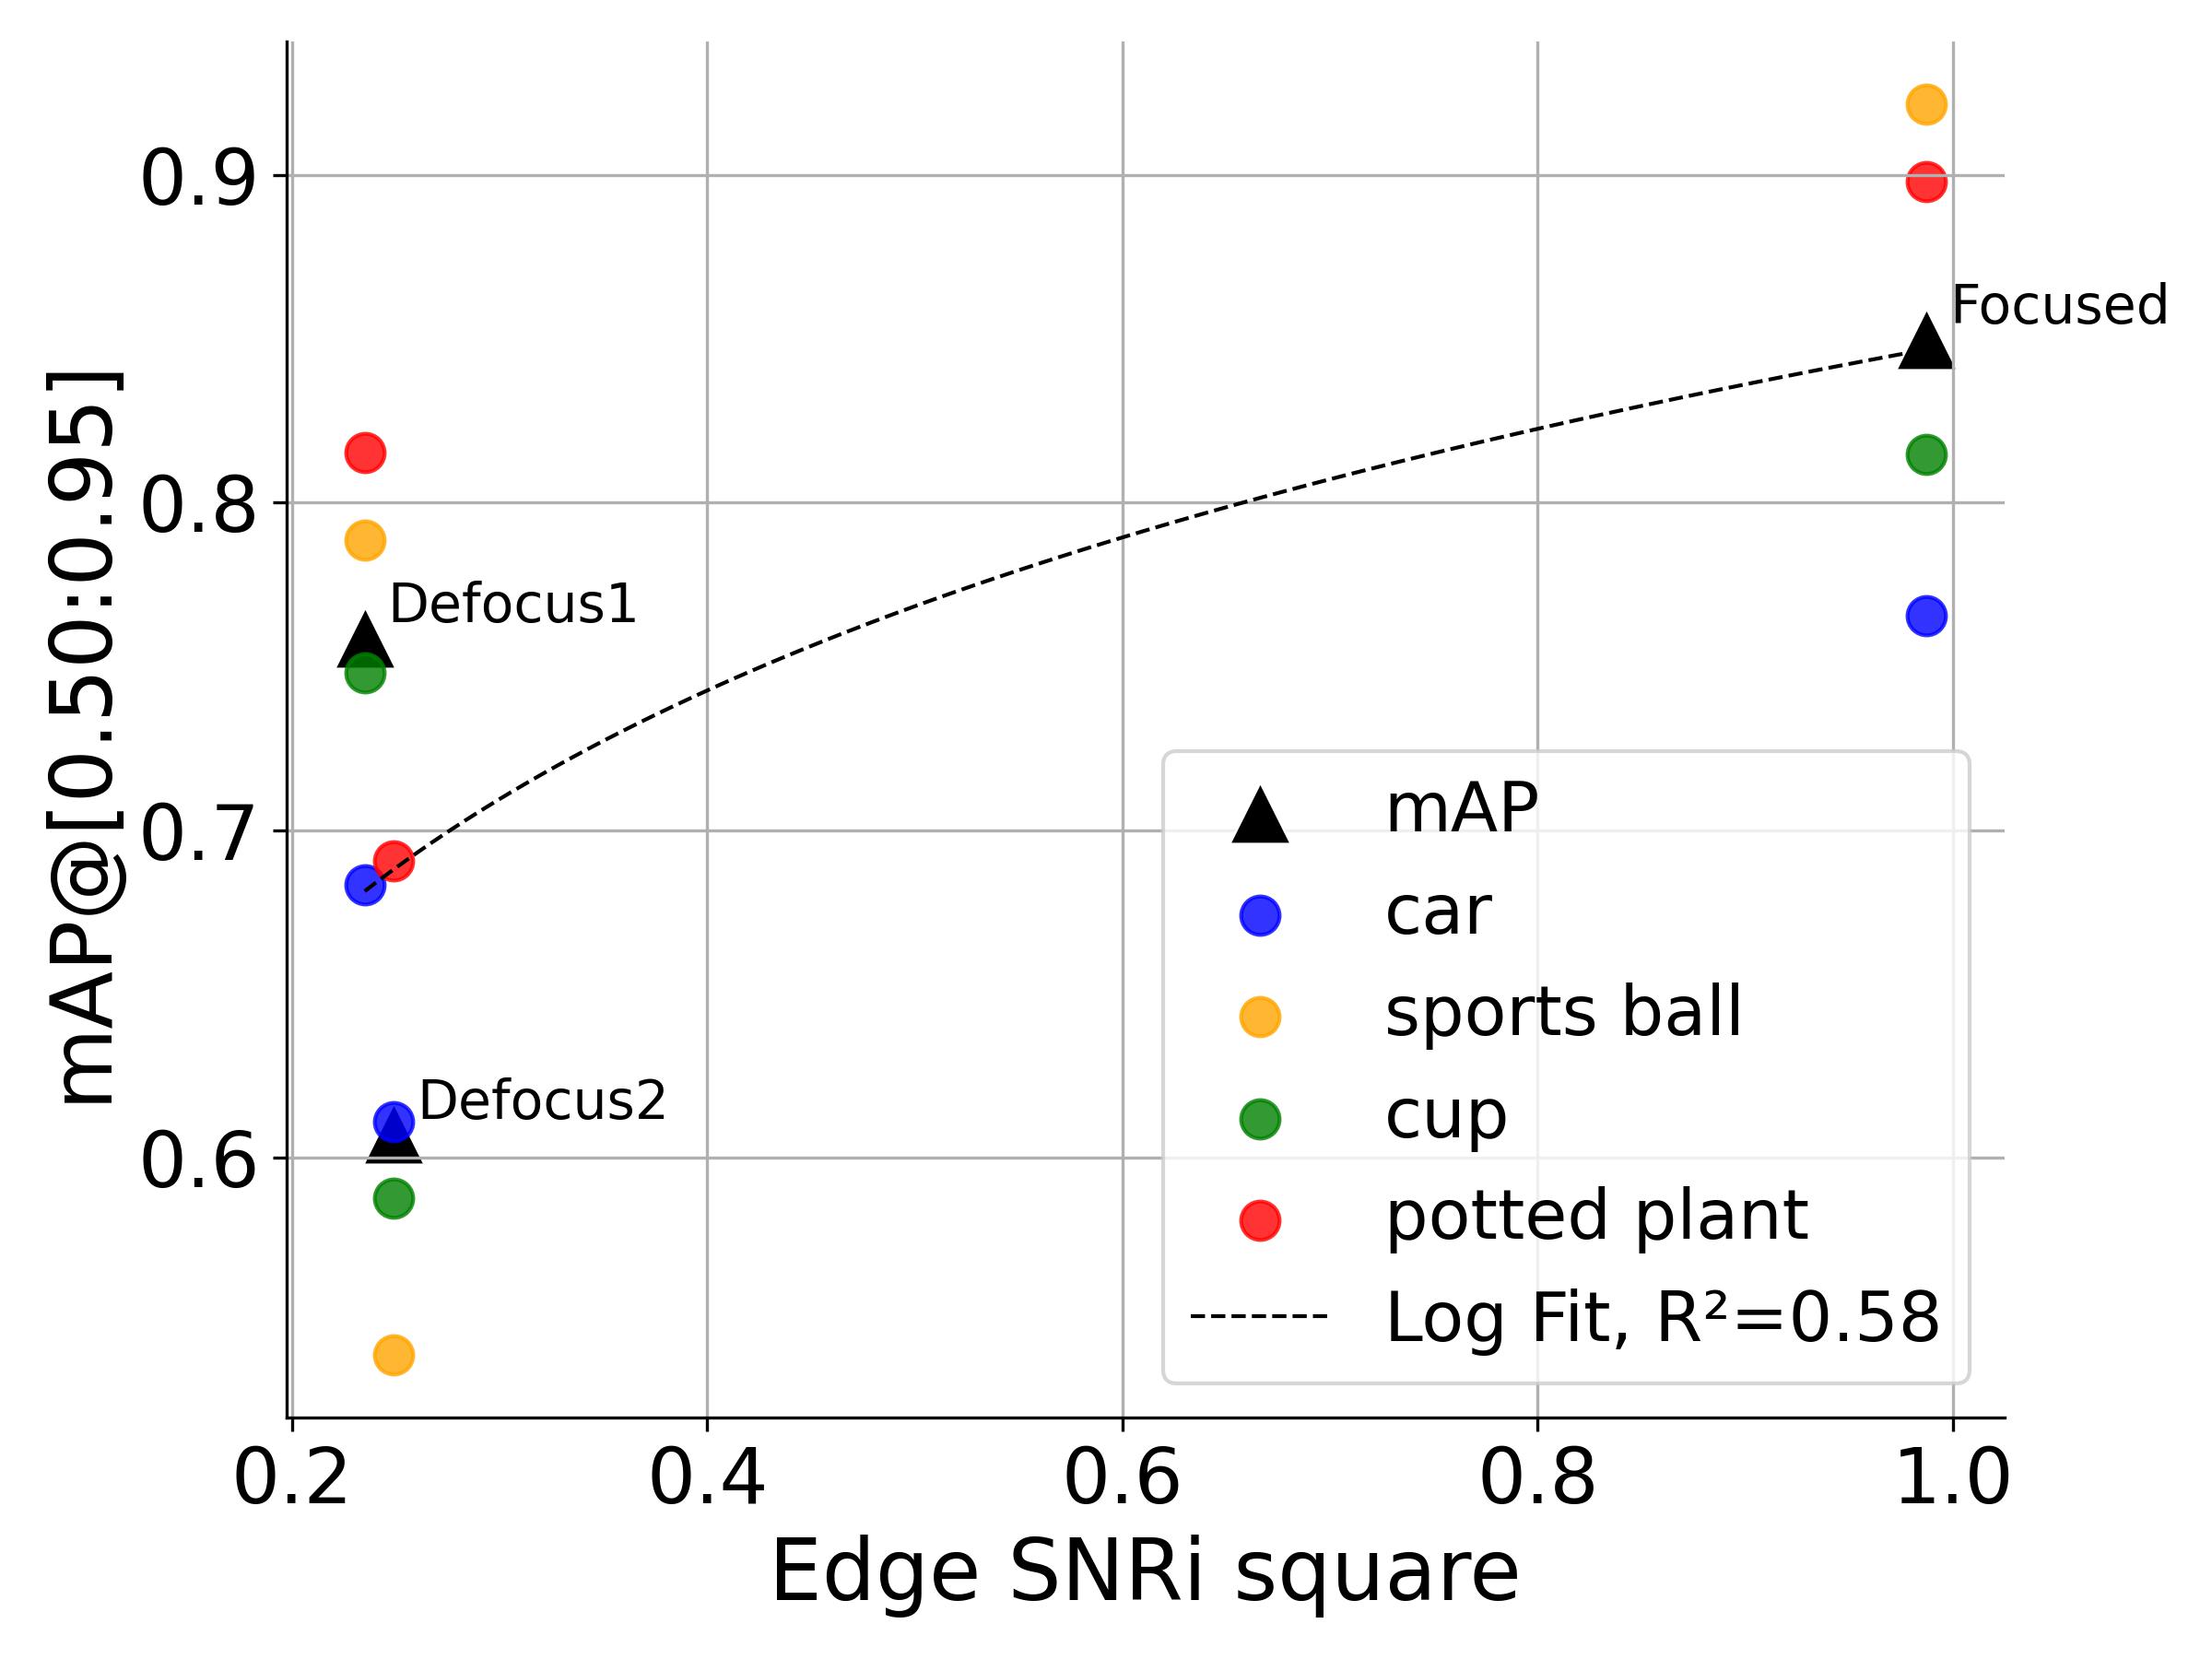 mAP@[0.50:0.95]
0.9
0.8
0.7
0.6
Focused
Defocus1
Defocus2
mAP
car
sports ball
cup
potted plant
Log Fit, R²=0.58
0.2 0.4 0.6 0.8 1.0
Edge SNRi square